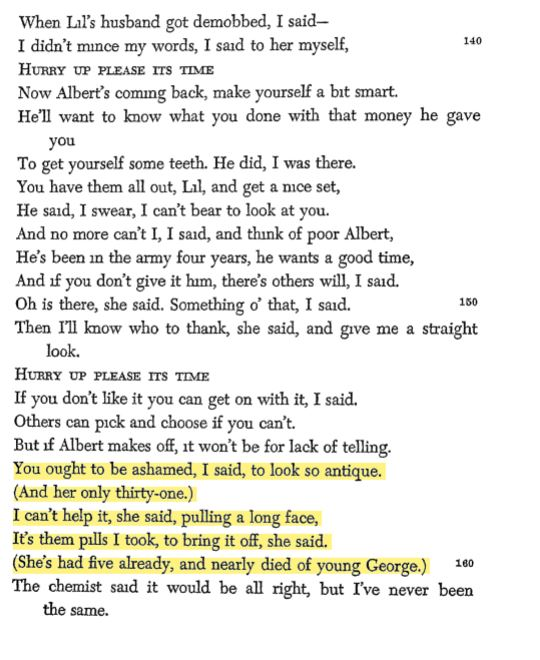 When Lil's husband got demobbed, I said—
I didn't mince my words, I said to her myself, 140
HURRY UP PLEASE ITS TIME
Now Albert's coming back, make yourself a bit smart.
He'll want to know what you done with that money he gave
you
To get yourself some teeth. He did, I was there.
You have them all out, Lil, and get a nice set,
He said, I swear, I can't bear to look at you.
And no more can't I, I said, and think of poor Albert,
He's been in the army four years, he wants a good time,
And if you don't give it him, there's others will, I said.
Oh is there, she said. Something o' that, I said. 150
Then I'll know who to thank, she said, and give me a straight
look.
HURRY UP PLEASE ITS TIME
If you don't like it you can get on with it, I said.
Others can pick and choose if you can't.
But if Albert makes off, it won't be for lack of telling.
You ought to be ashamed, I said, to look so antique.
(And her only thirty-one.)
I can't help it, she said, pulling a long face,
It's them pills I took, to bring it off, she said.
(She's had five already, and nearly died of young George.) 160
The chemist said it would be all right, but I've never been
the same.